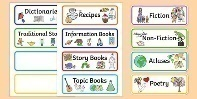 Dictionaries
Recipes
Fiction
Traditional Sto
Information Books
Non-Fiction
Story Books
Atlases
Topic Books
Poetry